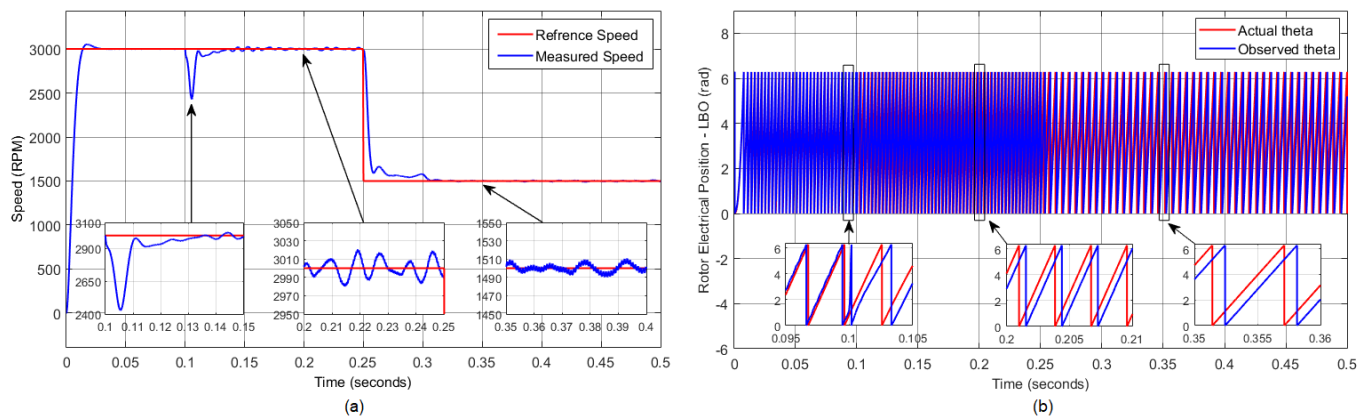 3500
3000
2500
2000
1500
1000
500
0
Speed (RPM)
Refrence Speed
Measured Speed
3100
2900
2650
2400
0.1 0.11 0.12 0.13 0.14 0.15
3050
3030
3010
2990
2970
2950
0.2 0.21 0.22 0.23 0.24 0.25
1550
1530
1510
1490
1470
1450
0.35 0.36 0.37 0.38 0.39 0.4
0 0.05 0.1 0.15 0.2 0.25 0.3 0.35 0.4 0.45 0.5
Time (seconds)
(a)
8
6
4
2
0
-2
-4
-6
Rotor Electrical Position - LBO (rad)
Actual theta
Observed theta
6
4
2
0
0.095 0.1 0.105
6
4
2
0
0.2 0.205 0.21
6
4
2
0
0.35 0.355 0.36
0 0.05 0.1 0.15 0.2 0.25 0.3 0.35 0.4 0.45 0.5
Time (seconds)
(b)